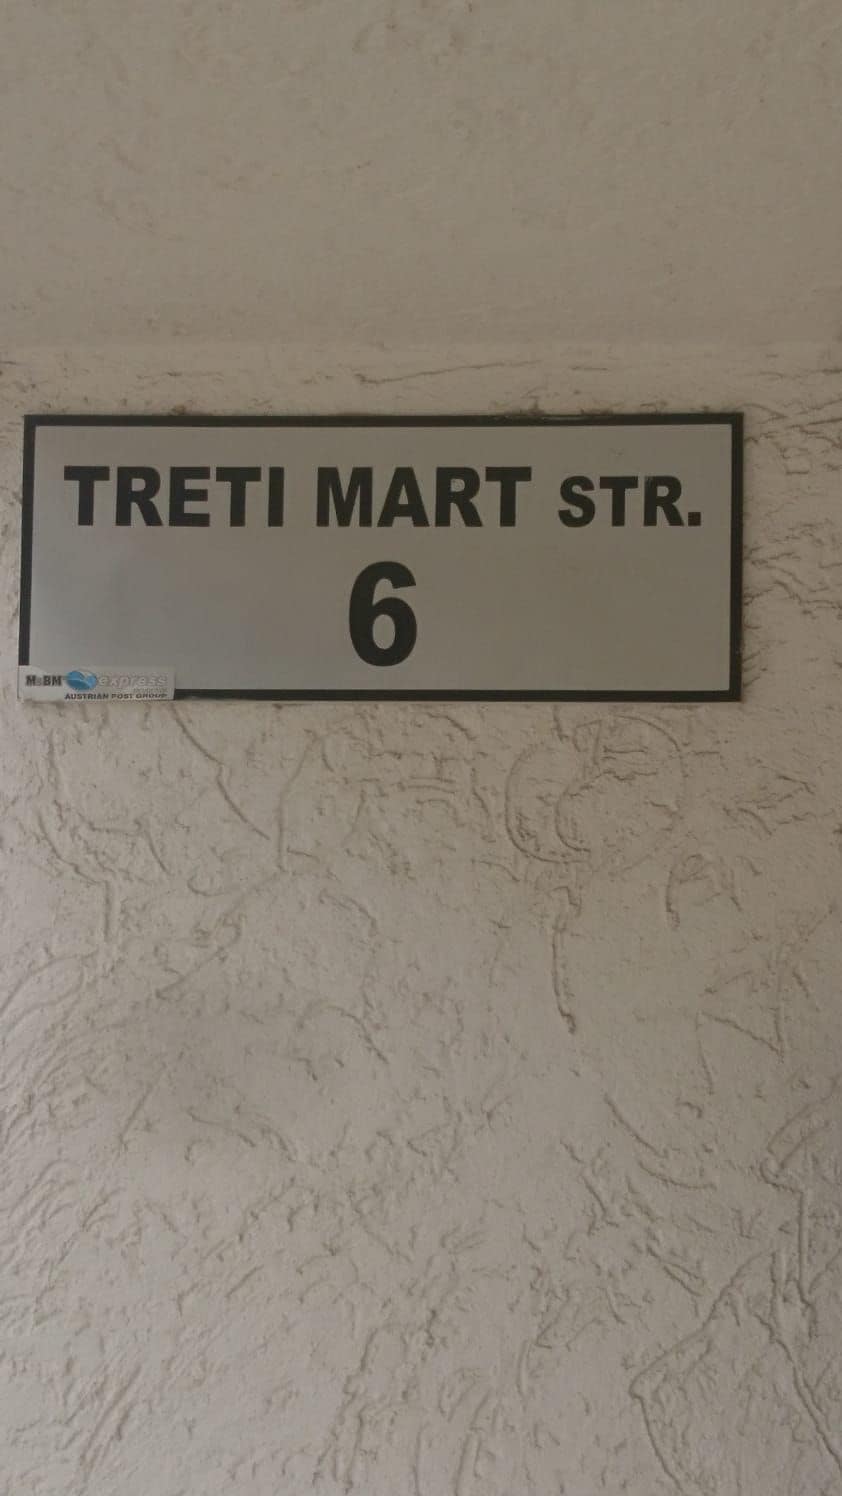 TRETI MART STR.
6
M&BM express
AUSTRIAN POST GROUP